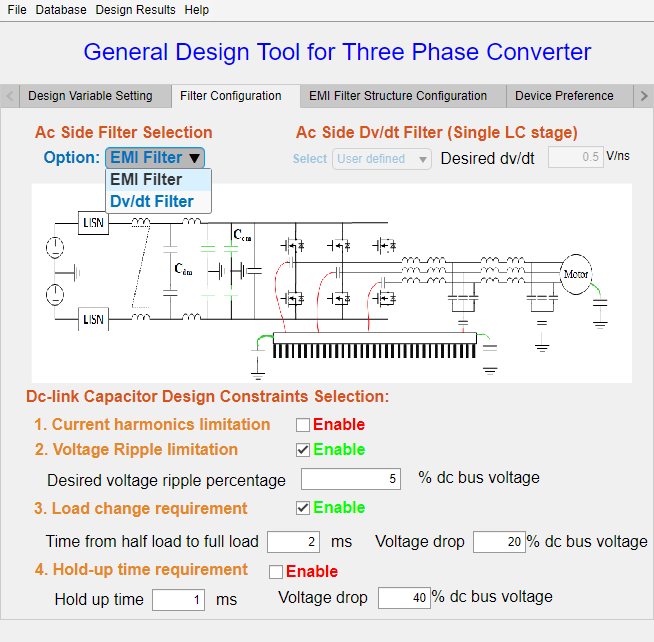 File Database Design Results Help
General Design Tool for Three Phase Converter
< Design Variable Setting Filter Configuration EMI Filter Structure Configuration Device Preference >
Ac Side Filter Selection Ac Side Dv/dt Filter (Single LC stage)
Option: EMI Filter ▼ Select User defined ▼ Desired dv/dt 0.5 V/ns
EMI Filter
Dv/dt Filter
LISN
Ccm
Cdm
Motor
LISN
Dc-link Capacitor Design Constraints Selection:
1. Current harmonics limitation Enable
2. Voltage Ripple limitation Enable
Desired voltage ripple percentage 5 % dc bus voltage
3. Load change requirement Enable
Time from half load to full load 2 ms Voltage drop 20 % dc bus voltage
4. Hold-up time requirement Enable
Hold up time 1 ms Voltage drop 40 % dc bus voltage